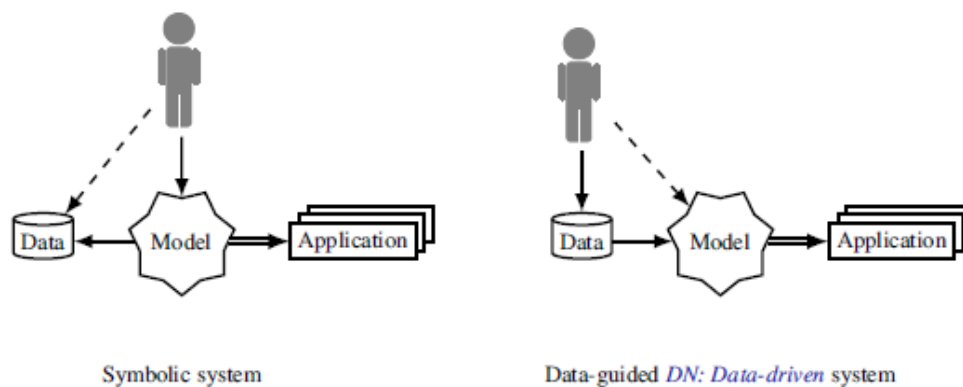 Data
Model
Application
Data
Model
Application
Symbolic system
Data-guided DN: Data-driven system